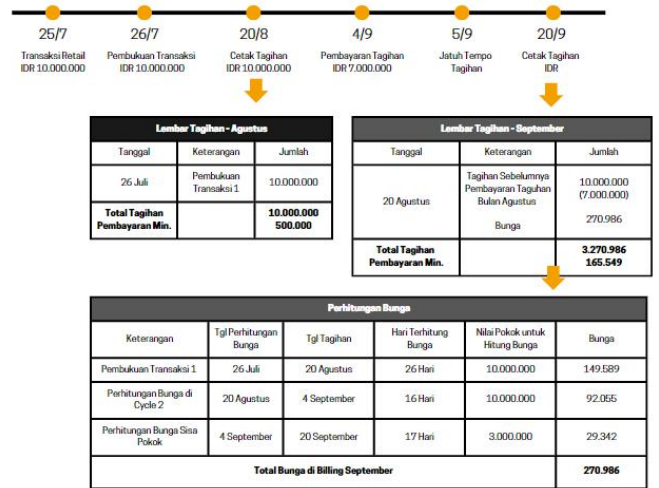 25/7 26/7 20/8 4/9 5/9 20/9
Transaksi Retail Pembukuan Transaksi Cetak Tagihan Pembayaran Tagihan Jatuh Tempo Cetak Tagihan
IDR 10.000.000 IDR 10.000.000 IDR 10.000.000 IDR 7.000.000 Tagihan IDR
Lembar Tagihan - Agustus
Tanggal Keterangan Jumlah
26 Juli Pembukuan Transaksi 1 10.000.000
Total Tagihan 10.000.000
Pembayaran Min. 500.000
Lembar Tagihan - September
Tanggal Keterangan Jumlah
20 Agustus
Tagihan Sebelumnya 10.000.000
Pembayaran Taguhan Bulan Agustus (7.000.000)
Bunga 270.986
Total Tagihan 3.270.986
Pembayaran Min. 165.549
Perhitungan Bunga
Keterangan Tgl Perhitungan Bunga Tgl Tagihan Hari Terhitung Bunga Nilai Pokok untuk Hitung Bunga Bunga
Pembukuan Transaksi 1 26 Juli 20 Agustus 26 Hari 10.000.000 149.589
Perhitungan Bunga di Cycle 2 20 Agustus 4 September 16 Hari 10.000.000 92.055
Perhitungan Bunga Sisa Pokok 4 September 20 September 17 Hari 3.000.000 29.342
Total Bunga di Billing September 270.986